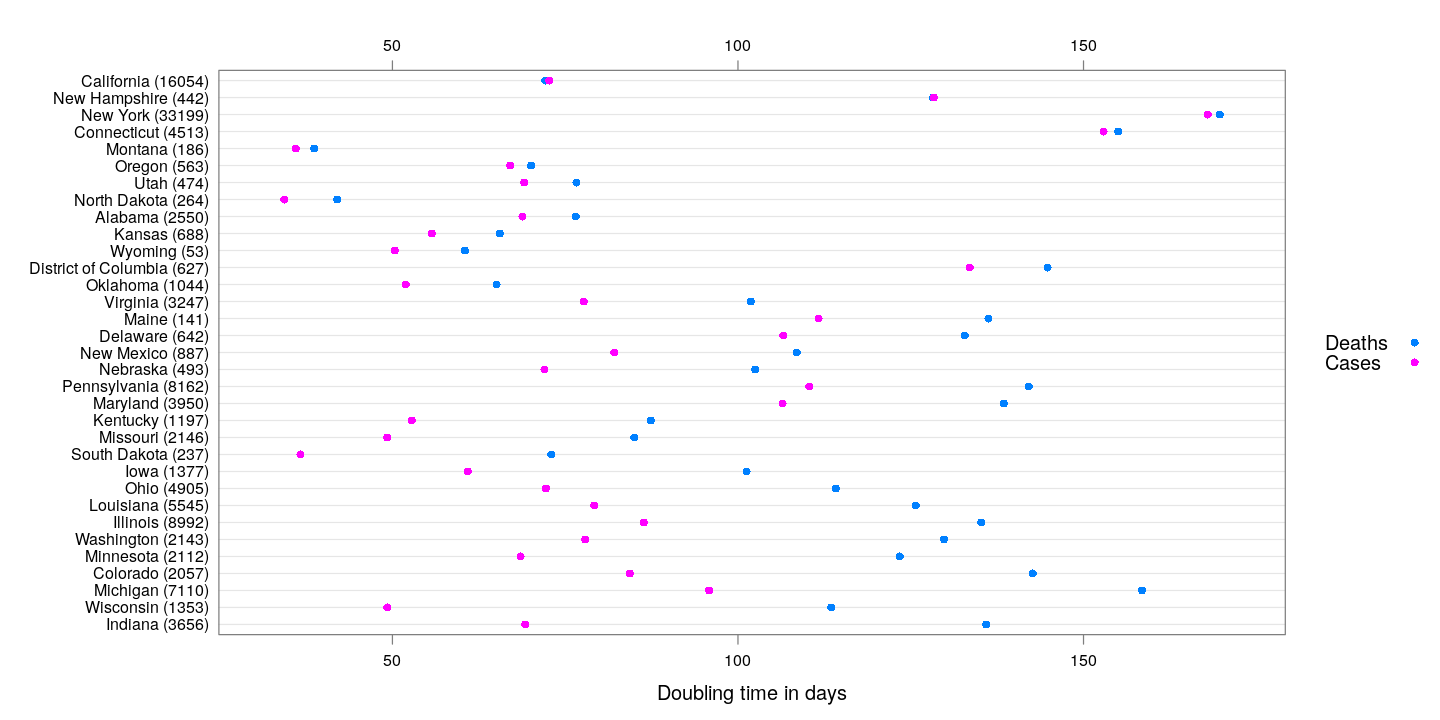 50 100 150
California (16054)
New Hampshire (442)
New York (33199)
Connecticut (4513)
Montana (186)
Oregon (563)
Utah (474)
North Dakota (264)
Alabama (2550)
Kansas (688)
Wyoming (53)
District of Columbia (627)
Oklahoma (1044)
Virginia (3247)
Maine (141)
Delaware (642)
New Mexico (887)
Nebraska (493)
Pennsylvania (8162)
Maryland (3950)
Kentucky (1197)
Missouri (2146)
South Dakota (237)
Iowa (1377)
Ohio (4905)
Louisiana (5545)
Illinois (8992)
Washington (2143)
Minnesota (2112)
Colorado (2057)
Michigan (7110)
Wisconsin (1353)
Indiana (3656)
50 100 150
Doubling time in days
Deaths
Cases